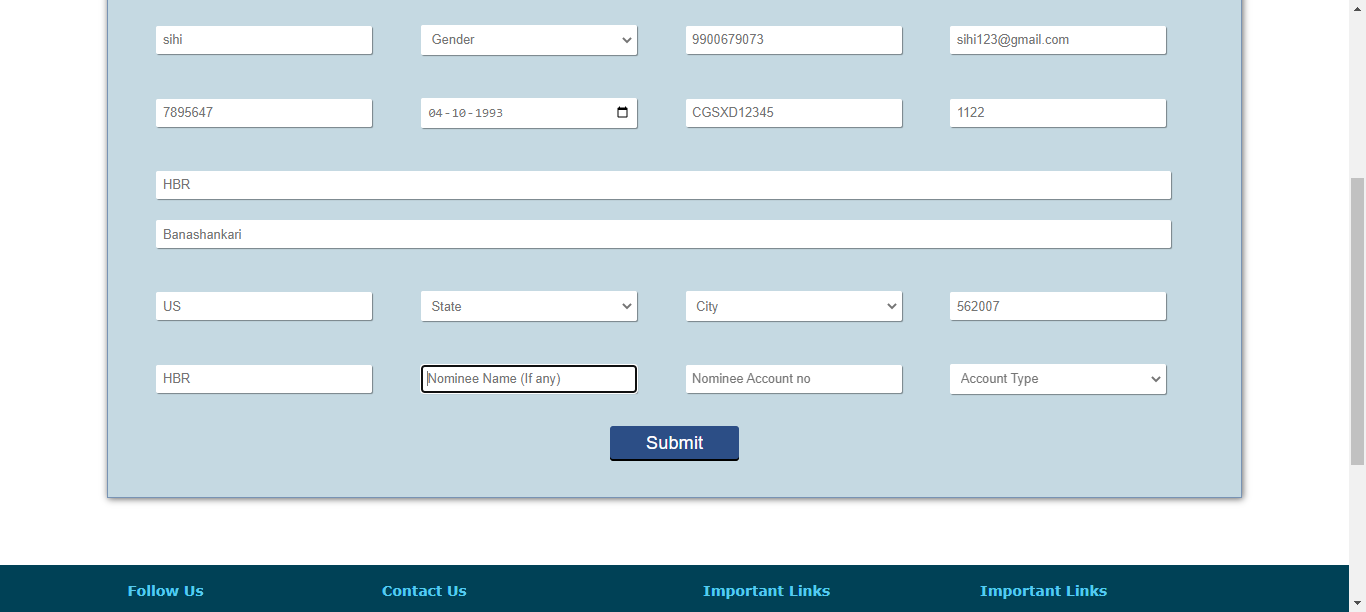 sihi Gender 9900679073 sihi123@gmail.com
7895647 04-10-1993 CGSXD12345 1122
HBR
Banashankari
US State City 562007
HBR Nominee Name (If any) Nominee Account no Account Type
Submit
Follow Us Contact Us Important Links Important Links